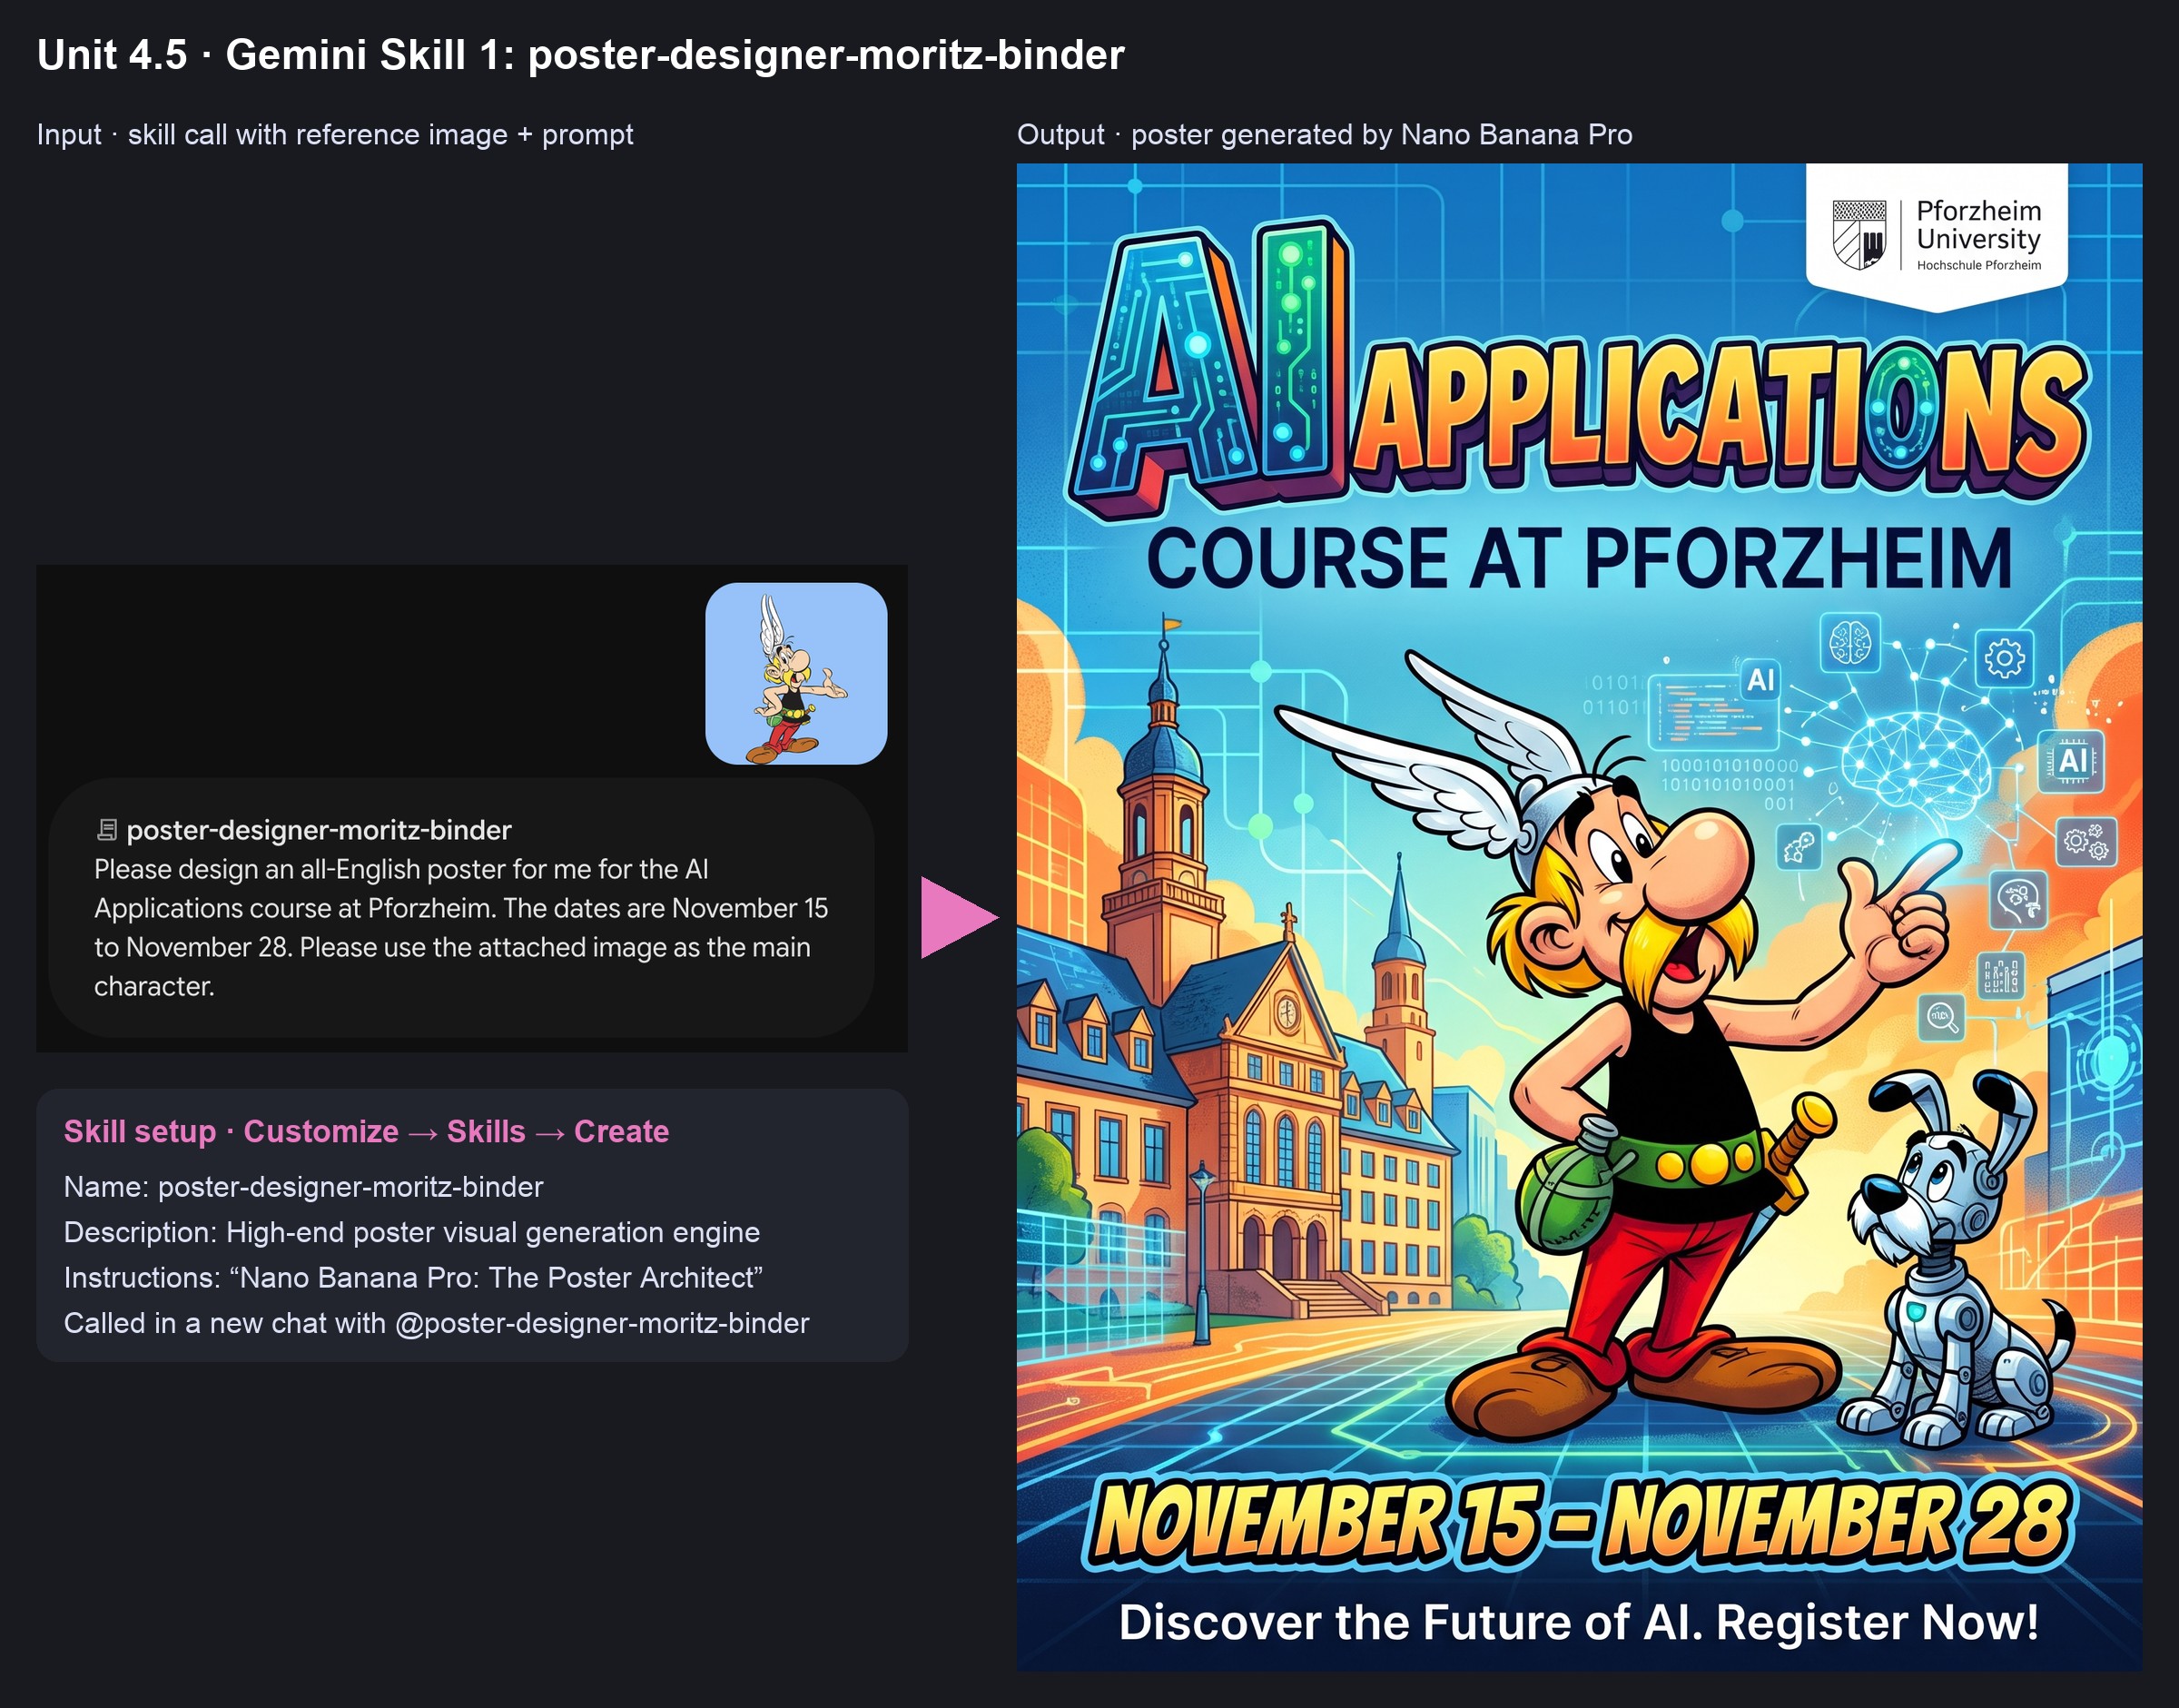 Unit 4.5 · Gemini Skill 1: poster-designer-moritz-binder
Input · skill call with reference image + prompt
poster-designer-moritz-binder
Please design an all-English poster for me for the AI
Applications course at Pforzheim. The dates are November 15
to November 28. Please use the attached image as the main
character.
Skill setup · Customize → Skills → Create
Name: poster-designer-moritz-binder
Description: High-end poster visual generation engine
Instructions: “Nano Banana Pro: The Poster Architect”
Called in a new chat with @poster-designer-moritz-binder
Output · poster generated by Nano Banana Pro
Pforzheim
University
Hochschule Pforzheim
AI APPLICATIONS
COURSE AT PFORZHEIM
AI
AI
1000101010000
1010101010001
001
NOVEMBER 15 – NOVEMBER 28
Discover the Future of AI. Register Now!